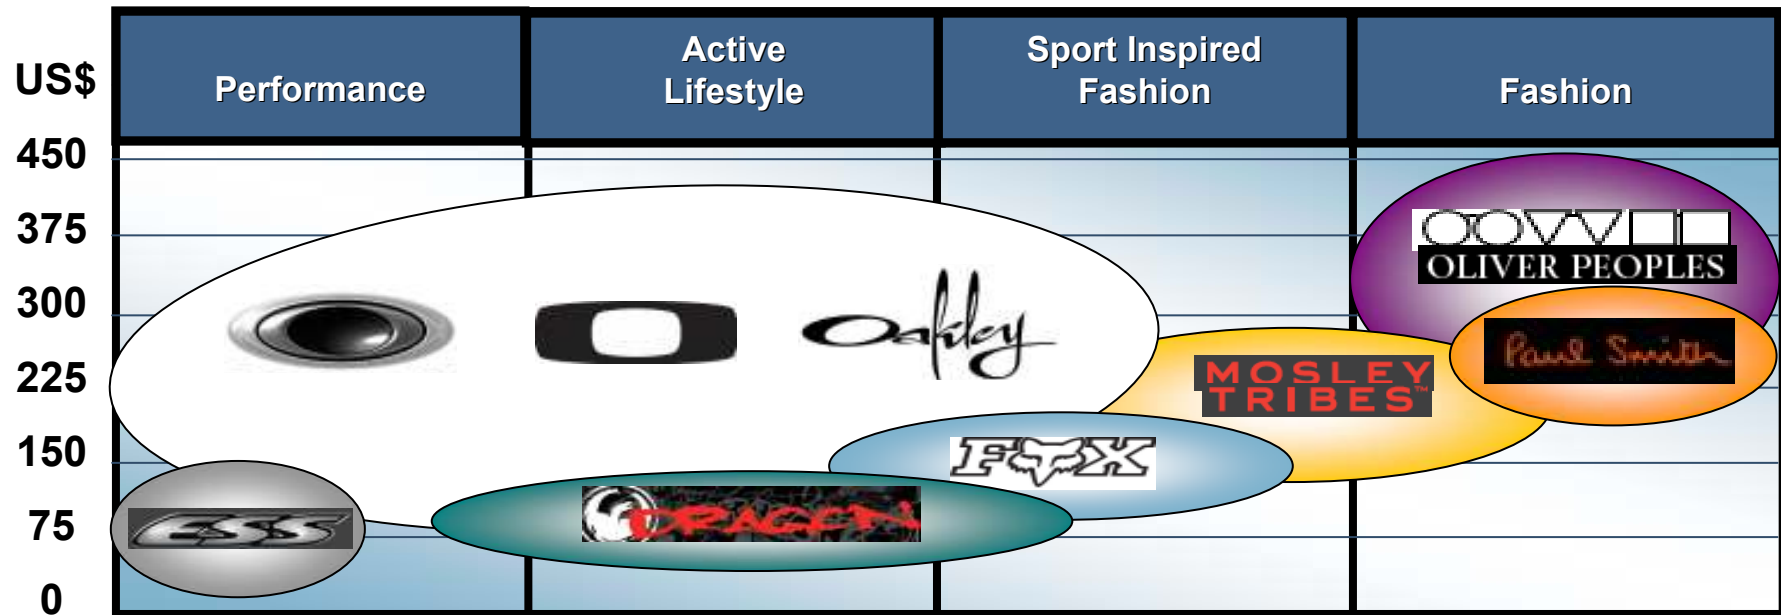 US$
Performance
Active
Lifestyle
Sport Inspired
Fashion
Fashion
450
375
300
225
150
75
0
OLIVER PEOPLES
Oakley
Paul Smith
MOSLEY
TRIBES™
FOX
DRAGON
ESS